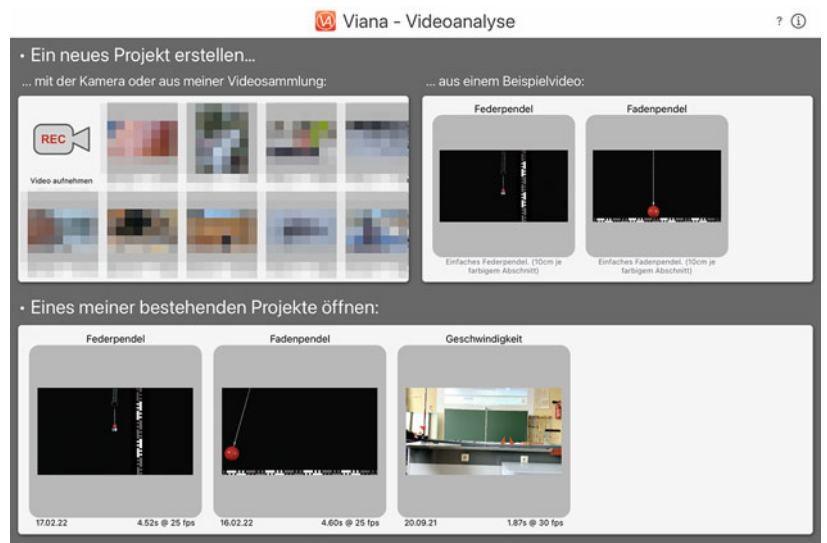 VA Viana - Videoanalyse
? i
• Ein neues Projekt erstellen...
... mit der Kamera oder aus meiner Videosammlung:
... aus einem Beispielvideo:
REC
Video aufnehmen
Federpendel
Fadenpendel
Einfaches Federpendel. (10cm je
farbigem Abschnitt)
Einfaches Fadenpendel. (10cm je
farbigem Abschnitt)
• Eines meiner bestehenden Projekte öffnen:
Federpendel
Fadenpendel
Geschwindigkeit
17.02.22
4.52s @ 25 fps
16.02.22
4.60s @ 25 fps
20.09.21
1.87s @ 30 fps